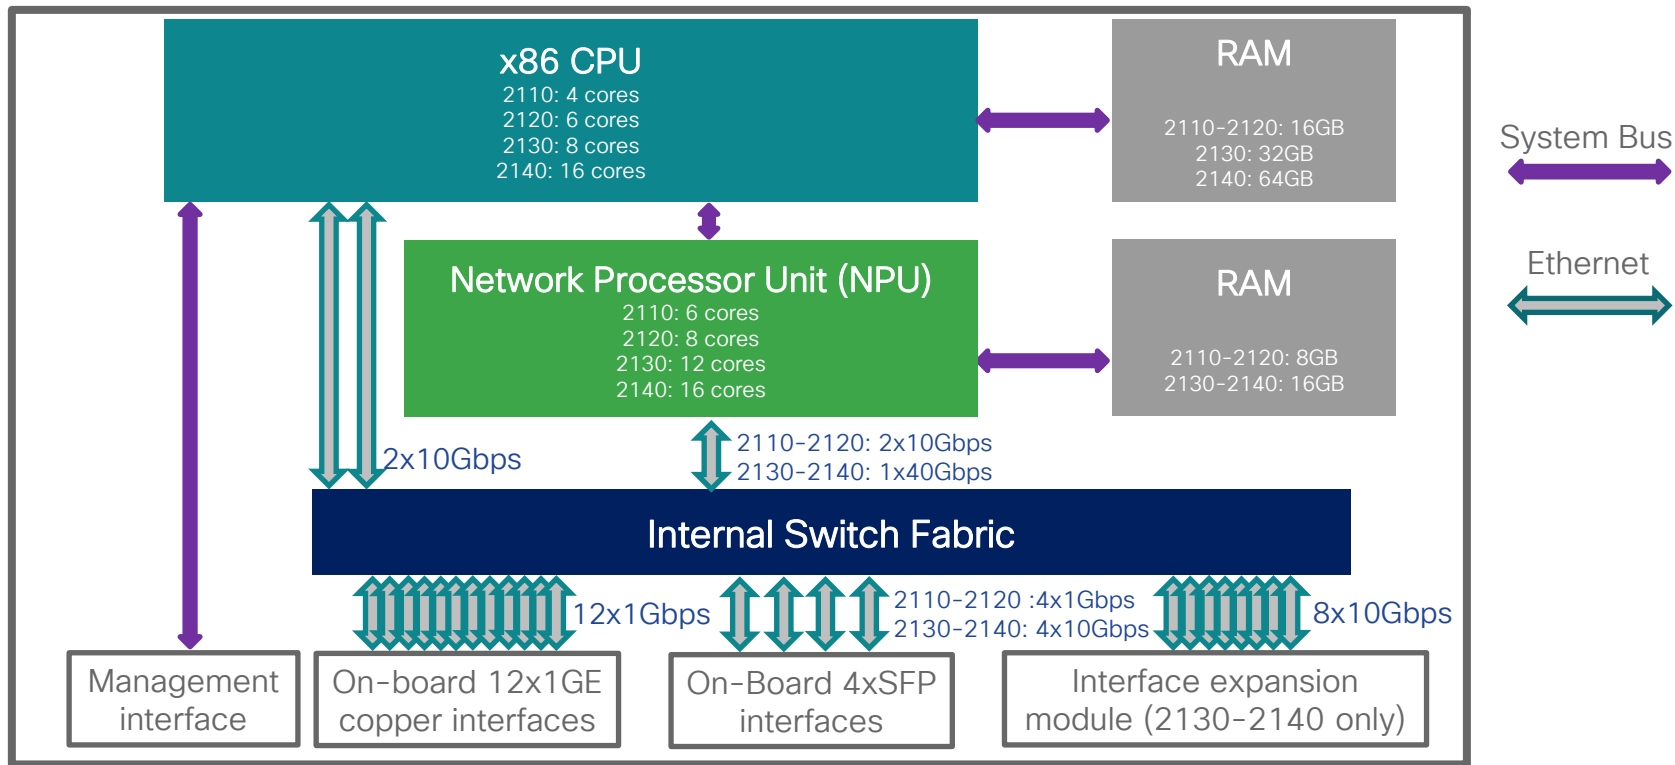 x86 CPU
2110: 4 cores
2120: 6 cores
2130: 8 cores
2140: 16 cores
RAM
2110-2120: 16GB
2130: 32GB
2140: 64GB
System Bus
Network Processor Unit (NPU)
2110: 6 cores
2120: 8 cores
2130: 12 cores
2140: 16 cores
RAM
2110-2120: 8GB
2130-2140: 16GB
Ethernet
2x10Gbps
2110-2120: 2x10Gbps
2130-2140: 1x40Gbps
Internal Switch Fabric
12x1Gbps
2110-2120 :4x1Gbps
2130-2140: 4x10Gbps
8x10Gbps
Management
interface
On-board 12x1GE
copper interfaces
On-Board 4xSFP
interfaces
Interface expansion
module (2130-2140 only)